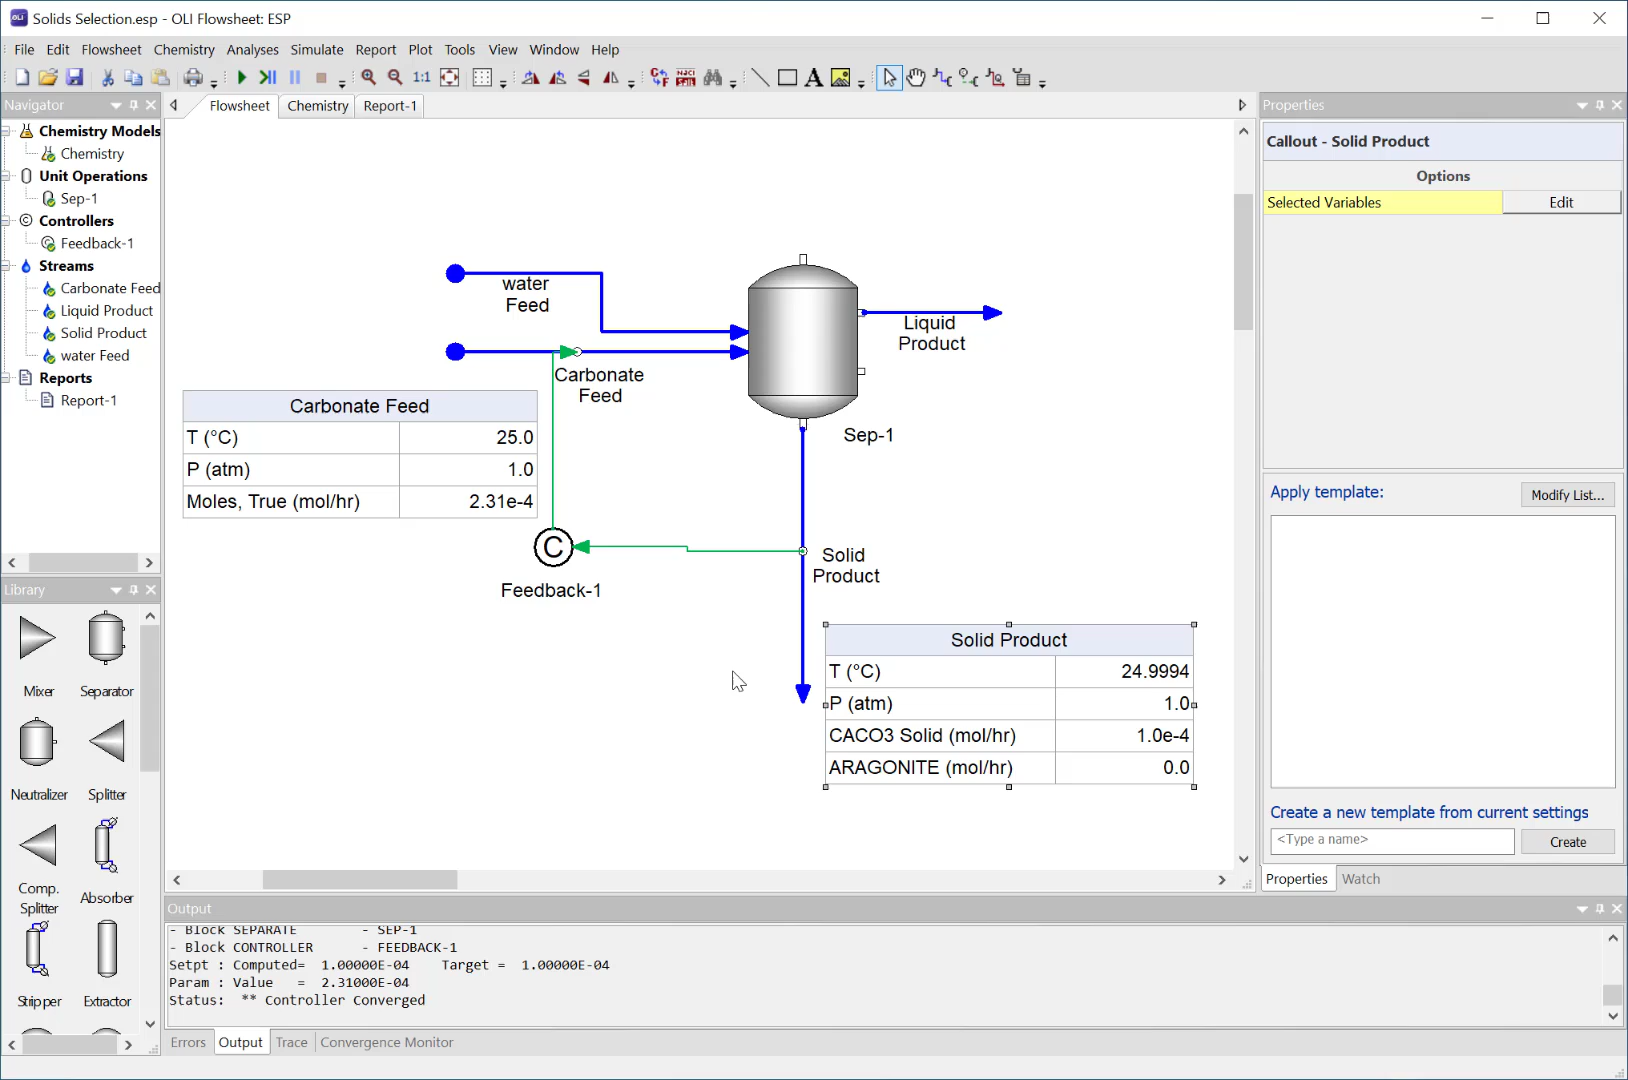 Solids Selection.esp - OLI Flowsheet: ESP
File Edit Flowsheet Chemistry Analyses Simulate Report Plot Tools View Window Help
1:1
Navigator
Chemistry Models
Chemistry
Unit Operations
Sep-1
Controllers
Feedback-1
Streams
Carbonate Feed
Liquid Product
Solid Product
water Feed
Reports
Report-1
Library
Mixer
Separator
Neutralizer
Splitter
Comp.
Splitter
Absorber
Stripper
Extractor
Flowsheet Chemistry Report-1
water
Feed
Carbonate
Feed
Liquid
Product
Sep-1
Carbonate Feed
T (°C) 25.0
P (atm) 1.0
Moles, True (mol/hr) 2.31e-4
C
Feedback-1
Solid
Product
Solid Product
T (°C) 24.9994
P (atm) 1.0
CACO3 Solid (mol/hr) 1.0e-4
ARAGONITE (mol/hr) 0.0
Properties
Callout - Solid Product
Options
Selected Variables Edit
Apply template: Modify List...
Create a new template from current settings
<Type a name> Create
Properties Watch
Output
- Block SEPARATE - SEP-1
- Block CONTROLLER - FEEDBACK-1
Setpt : Computed= 1.00000E-04 Target = 1.00000E-04
Param : Value = 2.31000E-04
Status: ** Controller Converged
Errors Output Trace Convergence Monitor